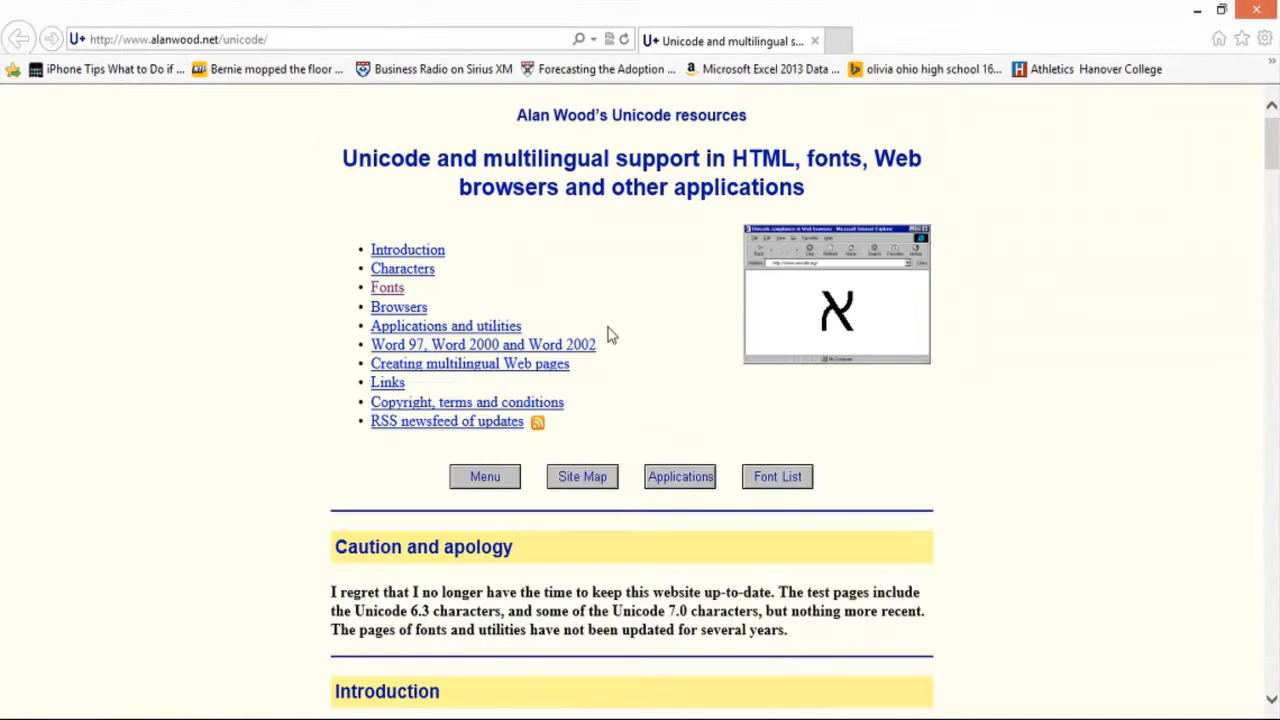 http://www.alanwood.net/unicode/
U+ Unicode and multilingual s...
iPhone Tips What to Do if ...
Bernie mopped the floor ...
Business Radio on Sirius XM
Forecasting the Adoption ...
Microsoft Excel 2013 Data ...
olivia ohio high school 16...
Athletics Hanover College
Alan Wood's Unicode resources
Unicode and multilingual support in HTML, fonts, Web
browsers and other applications
• Introduction
• Characters
• Fonts
• Browsers
• Applications and utilities
• Word 97, Word 2000 and Word 2002
• Creating multilingual Web pages
• Links
• Copyright, terms and conditions
• RSS newsfeed of updates
א
Menu
Site Map
Applications
Font List
Caution and apology
I regret that I no longer have the time to keep this website up-to-date. The test pages include
the Unicode 6.3 characters, and some of the Unicode 7.0 characters, but nothing more recent.
The pages of fonts and utilities have not been updated for several years.
Introduction